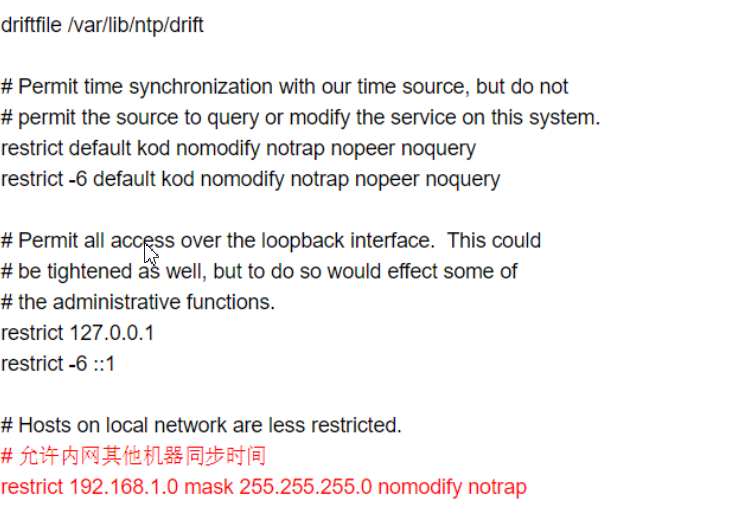 driftfile /var/lib/ntp/drift
# Permit time synchronization with our time source, but do not
# permit the source to query or modify the service on this system.
restrict default kod nomodify notrap nopeer noquery
restrict -6 default kod nomodify notrap nopeer noquery
# Permit all access over the loopback interface.  This could
# be tightened as well, but to do so would effect some of
# the administrative functions.
restrict 127.0.0.1
restrict -6 ::1
# Hosts on local network are less restricted.
# 允许内网其他机器同步时间
restrict 192.168.1.0 mask 255.255.255.0 nomodify notrap